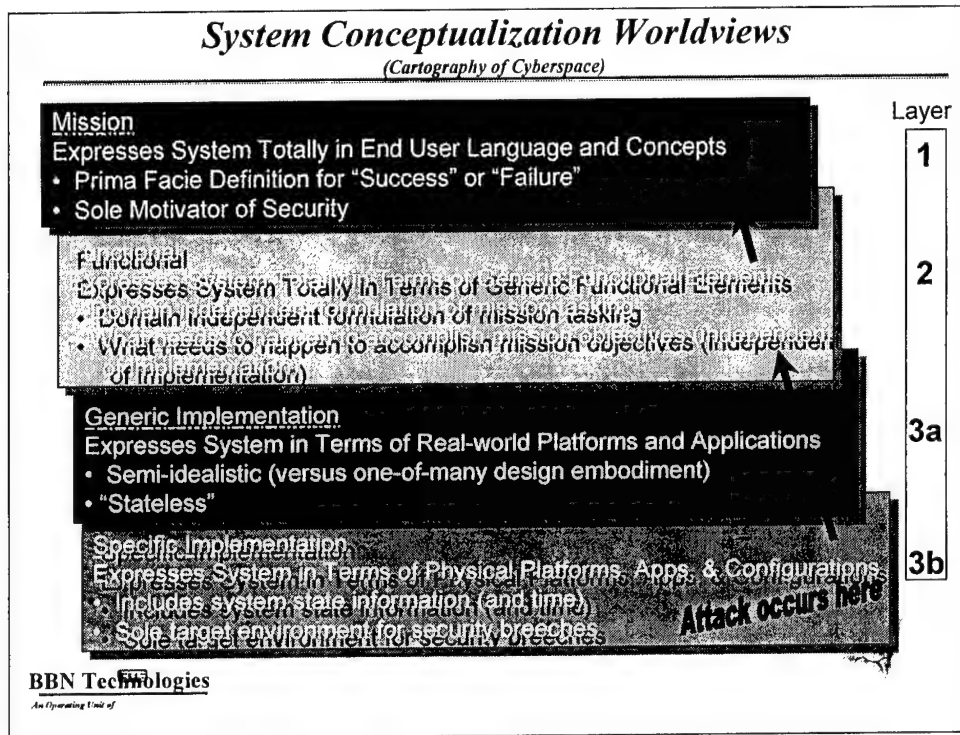 System Conceptualization Worldviews
(Cartography of Cyberspace)
Layer
Mission
Expresses System Totally in End User Language and Concepts
• Prima Facie Definition for “Success” or “Failure”
• Sole Motivator of Security
1
Functional
Expresses System Totally in Terms of Generic Functional Elements
• Domain independent formulation of mission tasking
• What needs to happen to accomplish mission objectives (independent
of implementation)
2
Generic Implementation
Expresses System in Terms of Real-world Platforms and Applications
• Semi-idealistic (versus one-of-many design embodiment)
• “Stateless”
3a
Specific Implementation
Expresses System in Terms of Physical Platforms, Apps, & Configurations
• Includes system state information (and time)
• Sole target environment for security breeches
Attack occurs here
3b
BBN Technologies
An Operating Unit of